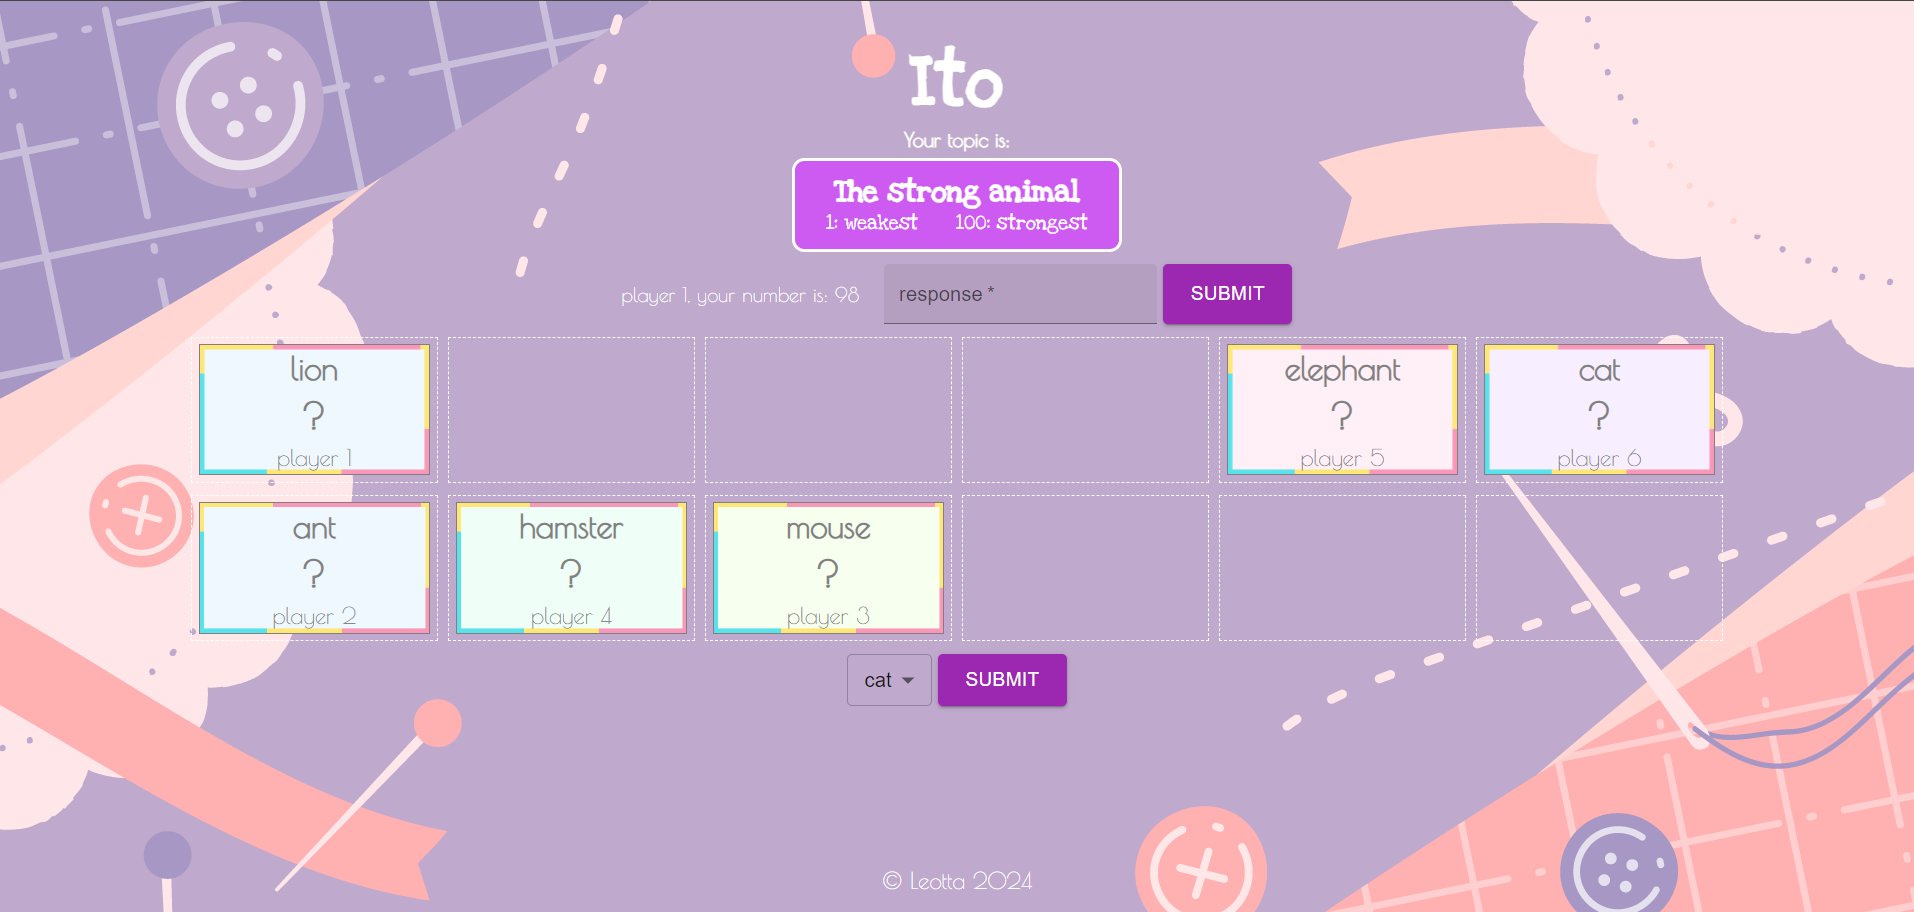 Ito
Your topic is:
The strong animal
1: weakest 100: strongest
player 1, your number is: 98 response * SUBMIT
lion
?
player 1
elephant
?
player 5
cat
?
player 6
ant
?
player 2
hamster
?
player 4
mouse
?
player 3
cat SUBMIT
© Leotta 2024